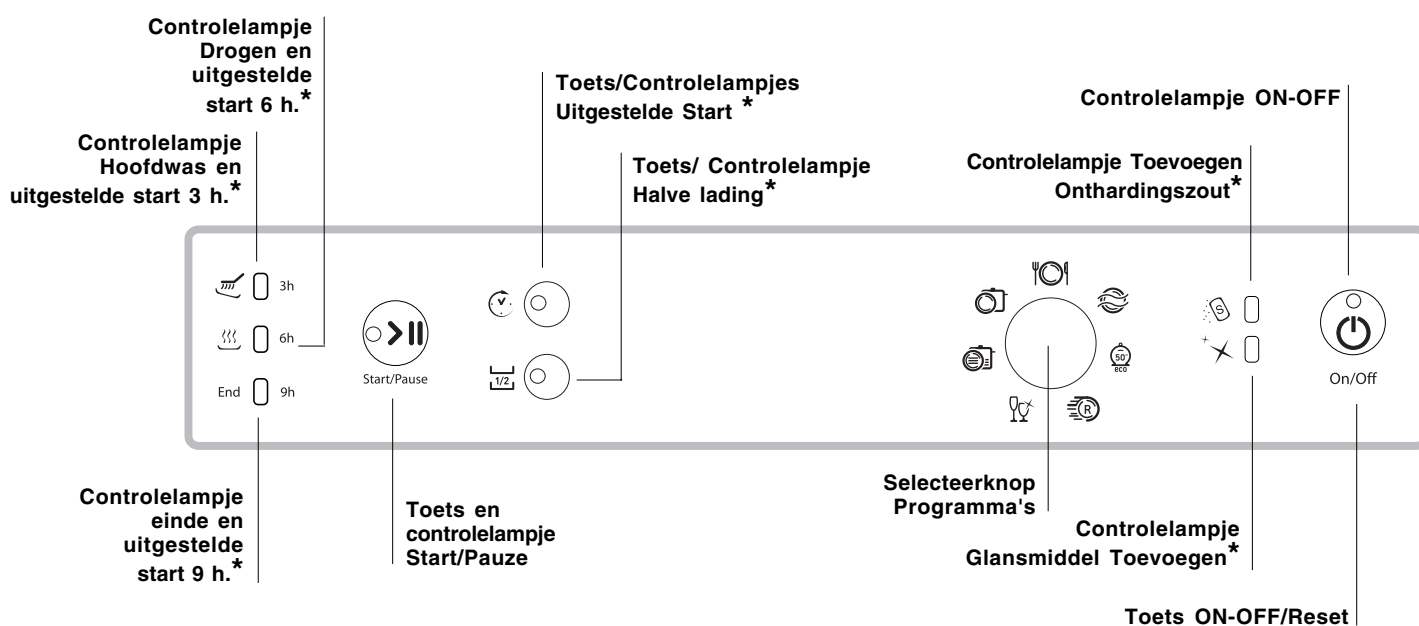 Controlelampje
Drogen en
uitgestelde
start 6 h.*
Controlelampje
Hoofdwas en
uitgestelde start 3 h.*
Toets/Controlelampjes
Uitgestelde Start *
Toets/ Controlelampje
Halve lading*
Controlelampje ON-OFF
Controlelampje Toevoegen
Onthardingszout*
3h
6h
End 9h
Start/Pause
1/2
50°
eco
R
S
On/Off
Controlelampje
einde en
uitgestelde
start 9 h.*
Toets en
controlelampje
Start/Pauze
Selecteerknop
Programma's
Controlelampje
Glansmiddel Toevoegen*
Toets ON-OFF/Reset